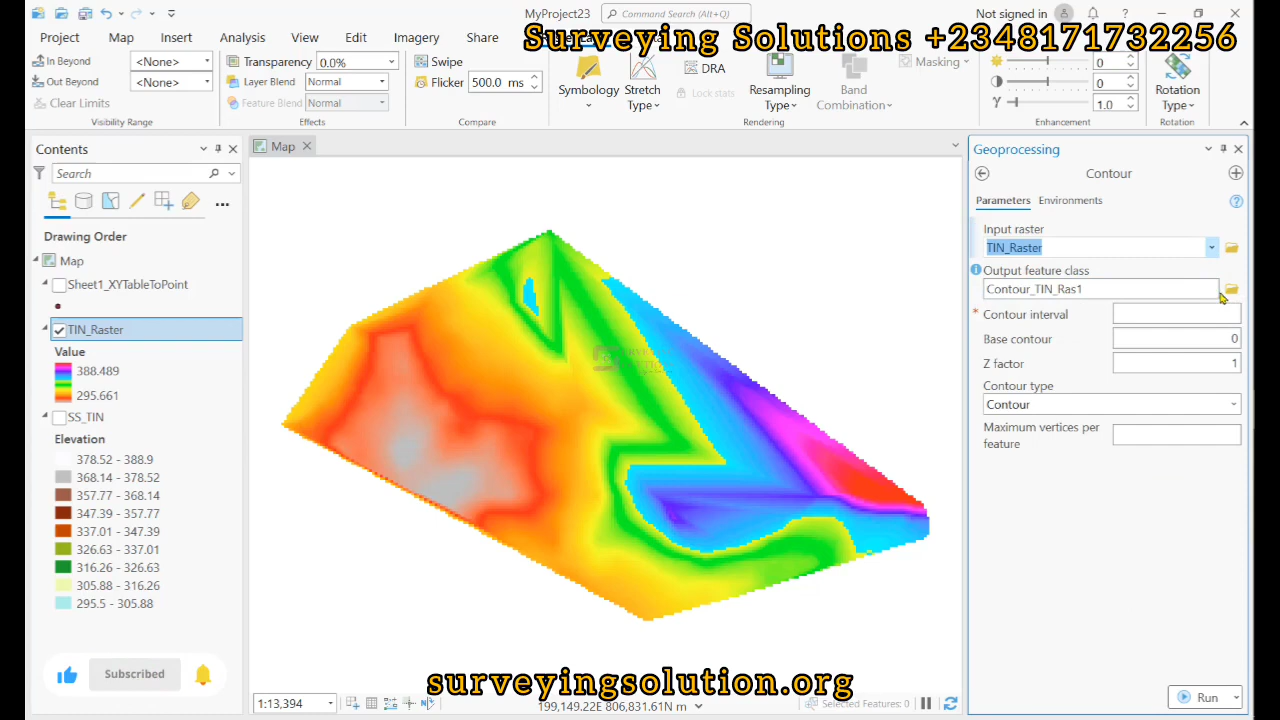 MyProject23
Command Search (Alt+Q)
Not signed in
?
Project
Map
Insert
Analysis
View
Edit
Imagery
Share
Surveying Solutions +2348171732256
In Beyond
<None>
Out Beyond
<None>
Clear Limits
Visibility Range
Transparency
0.0%
Layer Blend
Normal
Feature Blend
Normal
Effects
Swipe
Flicker
500.0 ms
Compare
Symbology
Stretch
Type
DRA
Lock stats
Resampling
Type
Band
Combination
Masking
Rendering
0
0
γ
1.0
Enhancement
Rotation
Type
Rotation
Contents
Search
Drawing Order
Map
Sheet1_XYTableToPoint
TIN_Raster
Value
388.489
295.661
SS_TIN
Elevation
378.52 - 388.9
368.14 - 378.52
357.77 - 368.14
347.39 - 357.77
337.01 - 347.39
326.63 - 337.01
316.26 - 326.63
305.88 - 316.26
295.5 - 305.88
Subscribed
Map
1:13,394
199,149.22E 806,831.61N m
Selected Features: 0
surveyingsolution.org
Geoprocessing
Contour
Parameters
Environments
?
Input raster
TIN_Raster
Output feature class
Contour_TIN_Ras1
* Contour interval
Base contour
0
Z factor
1
Contour type
Contour
Maximum vertices per
feature
Run